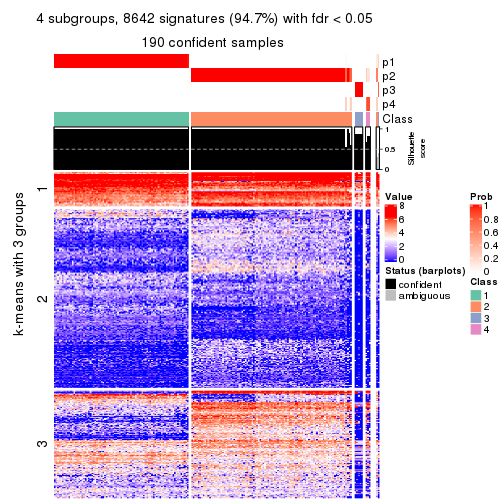 4 subgroups, 8642 signatures (94.7%) with fdr < 0.05
190 confident samples
p1
p2
p3
p4
Class
1
0.5
0
Silhouette
score
k-means with 3 groups
1
2
3
Value
8
6
4
2
0
Status (barplots)
confident
ambiguous
Prob
1
0.8
0.6
0.4
0.2
0
Class
1
2
3
4